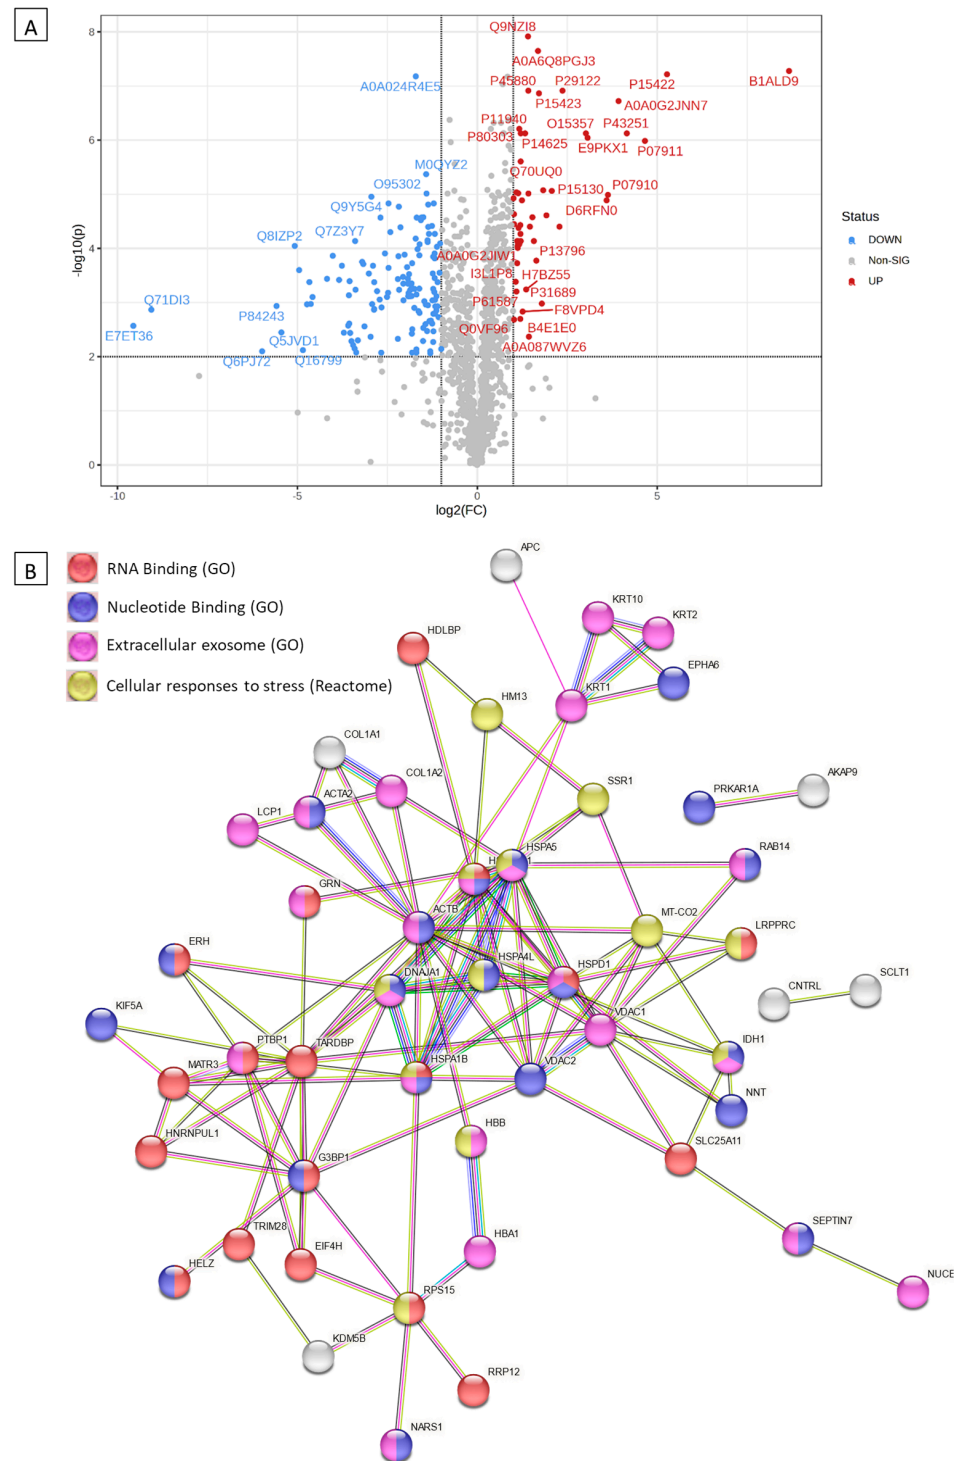 A
8
6
4
2
0
-10
-5
0
5
-log10(p)
log2(FC)
Q9NZI8
A0A6Q8PGJ3
A0A024R4E5
P45880
P29122
P15422
B1ALD9
P15423
A0A0G2JNN7
P11940
O15357
P43251
P80303
P14625
E9PKX1
P07911
M0QYZ2
Q70UQ0
O95302
P15130
P07910
Q9Y5G4
D6RFN0
Q8IZP2
Q7Z3Y7
A0A0G2JIW1
P13796
I3L1P8
H7BZ55
Q71DI3
P61587
P31689
P84243
F8VPD4
E7ET36
Q0VF96
B4E1E0
Q5JVD1
A0A087WVZ6
Q6PJ72
Q16799
Status
DOWN
Non-SIG
UP
B
RNA Binding (GO)
Nucleotide Binding (GO)
Extracellular exosome (GO)
Cellular responses to stress (Reactome)
APC
KRT10
KRT2
HDLBP
EPHA6
HM13
KRT1
COL1A1
COL1A2
SSR1
AKAP9
PRKAR1A
ACTA2
LCP1
HSPA5
RAB14
GRN
ACTB
MT-CO2
LRPPRC
ERH
HSPA4L
DNAJA1
HSPD1
SCLT1
CNTRL
KIF5A
VDAC1
PTBP1
TARDBP
IDH1
MATR3
HSPA1B
VDAC2
NNT
HNRNPUL1
HBB
SLC25A11
G3BP1
TRIM28
EIF4H
HBA1
SEPTIN7
HELZ
NUCB
RPS15
KDM5B
RRP12
NARS1